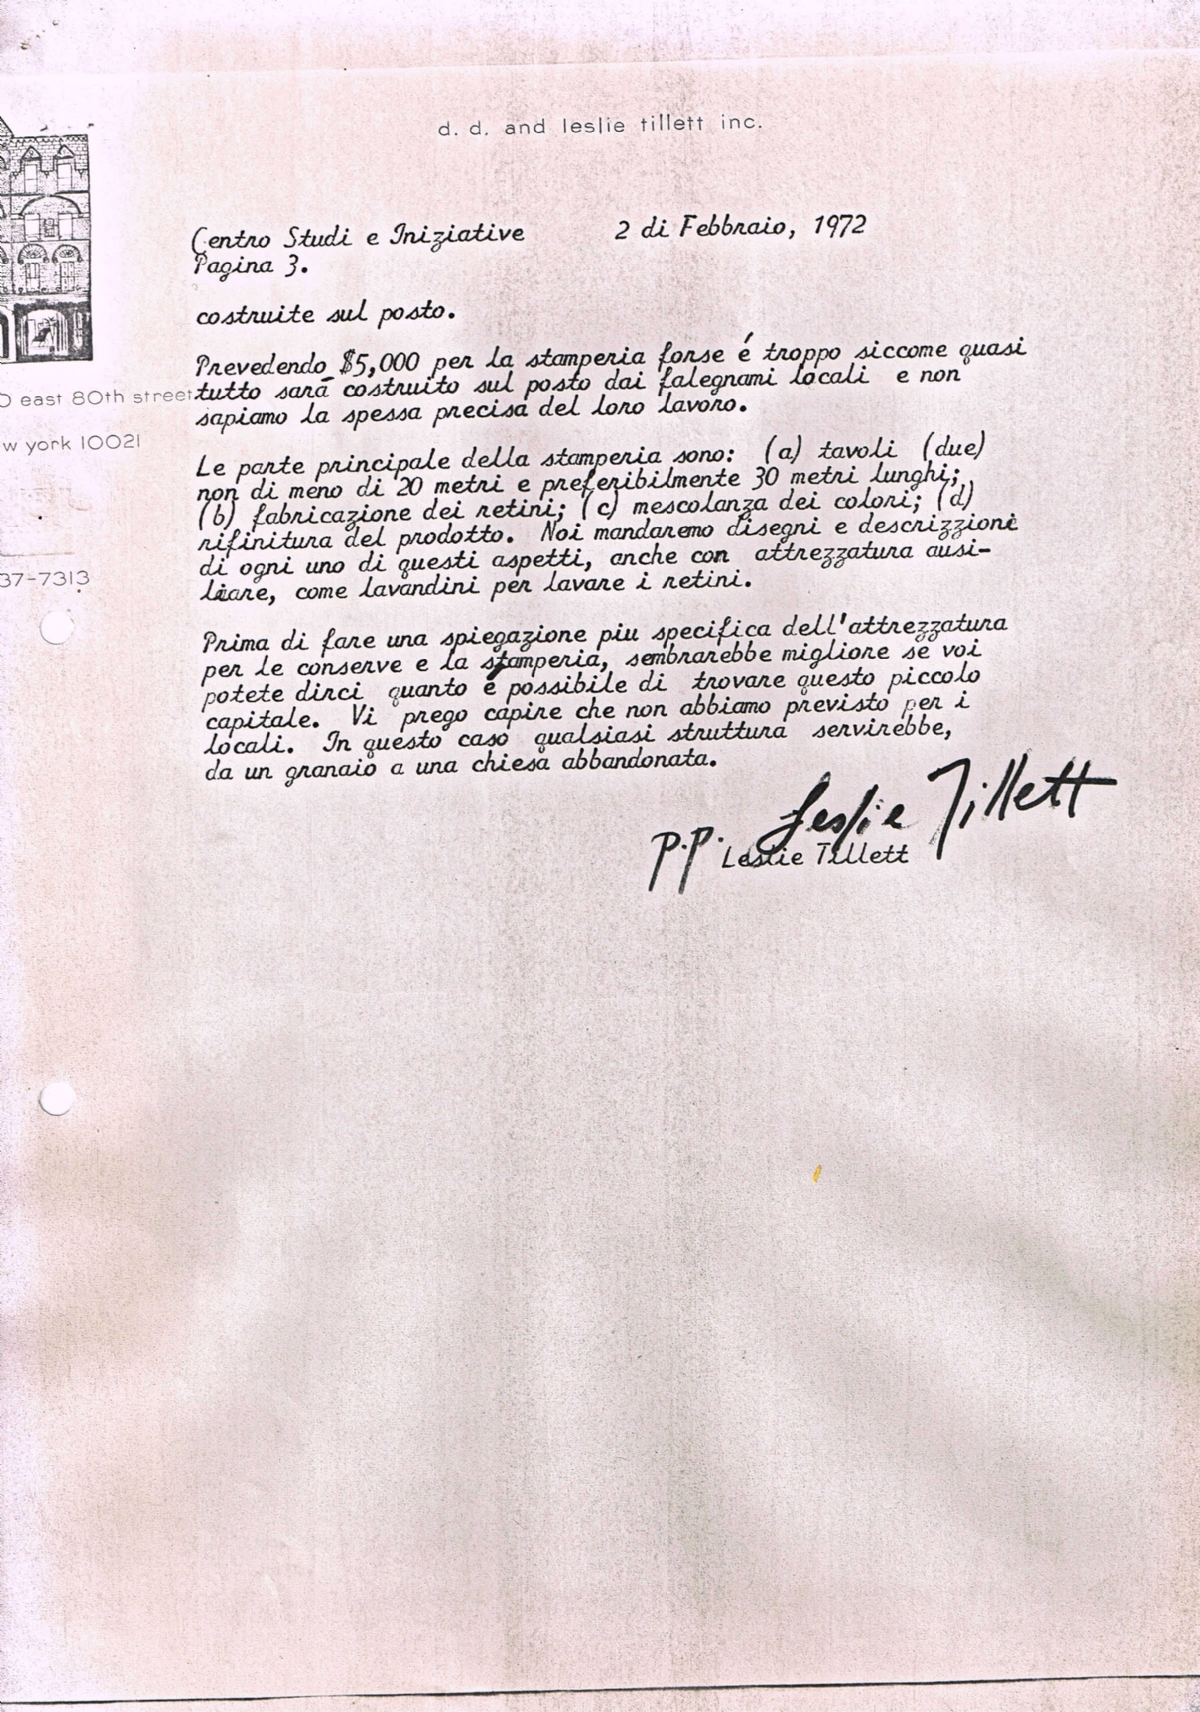 d. d. and leslie tillett inc.
Centro Studi e Iniziative 2 di Febbraio, 1972
Pagina 3.
costruite sul posto.
Prevedendo $5,000 per la stamperia forse é troppo siccome quasi
tutto sará costruito sul posto dai falegnami locali e non
sapiamo la spessa precisa del loro lavoro.
Le parte principale della stamperia sono: (a) tavoli (due)
non di meno di 20 metri e preferibilmente 30 metri lunghi;
(b) fabricazione dei retini; (c) mescolanza dei colori; (d)
rifinitura del prodotto. Noi mandaremo disegni e descrizzioni
di ogni uno di questi aspetti, anche con attrezzatura ausi-
liare, come lavandini per lavare i retini.
Prima di fare una spiegazione piu specifica dell'attrezzatura
per le conserve e la stamperia, sembrarebbe migliore se voi
potete dirci quanto é possibile di trovare questo piccolo
capitale. Vi prego capire che non abbiamo previsto per i
locali. In questo caso qualsiasi struttura servirebbe,
da un granaio a una chiesa abbandonata.
p.p. Leslie Tillett
Leslie Tillett
east 80th street
w york 10021
37-7313